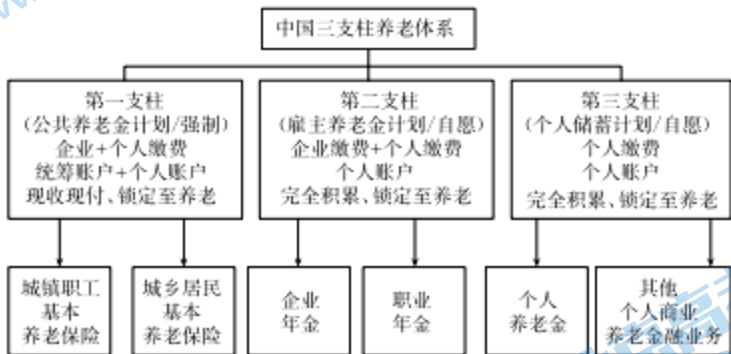 中国三支柱养老体系
第一支柱
(公共养老金计划/强制)
企业+个人缴费
统筹账户+个人账户
现收现付、锁定至养老
第二支柱
(雇主养老金计划/自愿)
企业缴费+个人缴费
个人账户
完全积累、锁定至养老
第三支柱
(个人储蓄计划/自愿)
个人缴费
个人账户
完全积累、锁定至养老
城镇职工
基本
养老保险
城乡居民
基本
养老保险
企业
年金
职业
年金
个人
养老金
其他
个人商业
养老金融业务